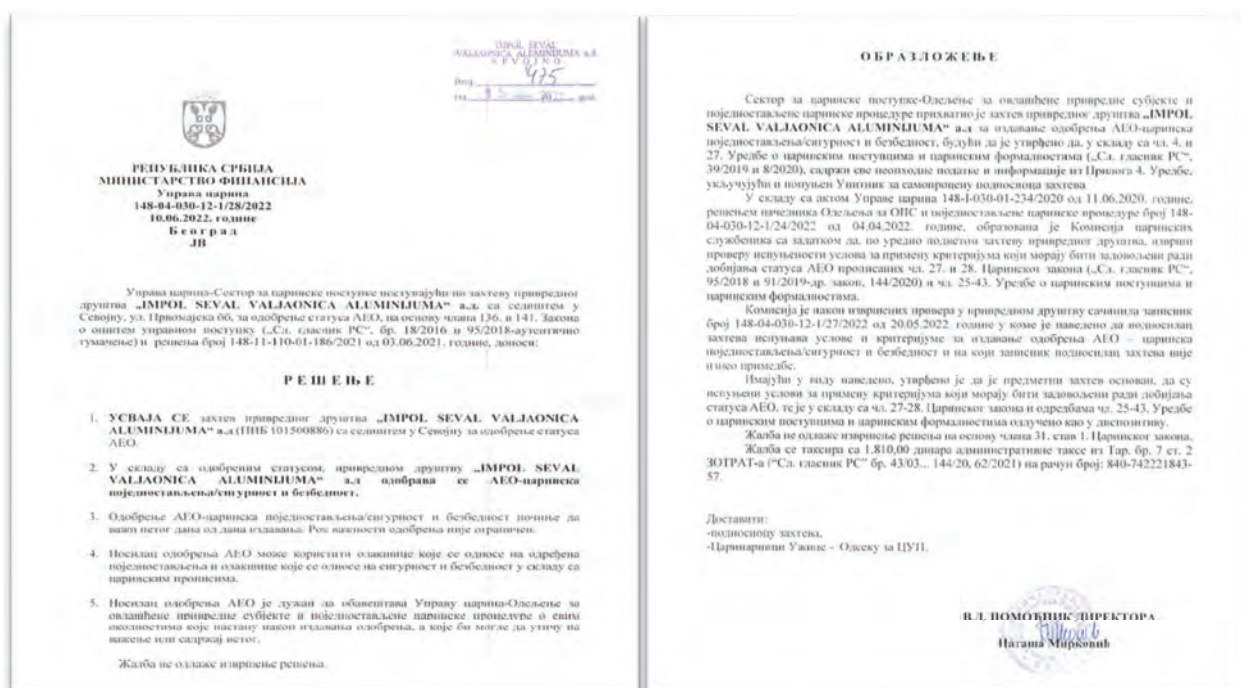 IMPOL SEVAL
VALJAONICA ALUMINIJUMA a.d.
SEVOJNO
Broj 475
2022
РЕПУБЛИКА СРБИЈА
МИНИСТАРСТВО ФИНАНСИЈА
Управа царина
148-04-030-12-1/28/2022
10.06.2022. године
Београд
ЈВ
Управа царина-Сектор за царинске поступке поступајући по захтеву привредног
друштва „IMPOL SEVAL VALJAONICA ALUMINIJUMA“ а.д. са седиштем у
Севојну, ул. Првомајска бб, за одобрење статуса АЕО, на основу члана 136. и 141. Закона
о општем управном поступку („Сл. гласник РС“, бр. 18/2016 и 95/2018-аутентично
тумачење) и решења број 148-11-110-01-186/2021 од 03.06.2021. године, доноси:
Р Е Ш Е Њ Е
1. УСВАЈА СЕ захтев привредног друштва „IMPOL SEVAL VALJAONICA
ALUMINIJUMA“ а.д (ПИБ 101500886) са седиштем у Севојну за одобрење статуса
АЕО.
2. У складу са одобреним статусом, привредном друштву „IMPOL SEVAL
VALJAONICA ALUMINIJUMA“ а.д одобрава се АЕО-царинска
поједностављења/сигурност и безбедност.
3. Одобрење АЕО-царинска поједностављења/сигурност и безбедност почиње да
важи петог дана од дана издавања. Рок важности одобрења није ограничен.
4. Носилац одобрења АЕО може користити олакшице које се односе на одређена
поједностављења и олакшице које се односе на сигурност и безбедност у складу са
царинским прописима.
5. Носилац одобрења АЕО је дужан да обавештава Управу царина-Одељење за
овлашћене привредне субјекте и поједностављене царинске процедуре о свим
околностима које настану након издавања одобрења, а које би могле да утичу на
важење или садржај истог.
Жалба не одлаже извршење решења.
О Б Р А З Л О Ж Е Њ Е
Сектор за царинске поступке-Одељење за овлашћене привредне субјекте и
поједностављене царинске процедуре прихватио је захтев привредног друштва „IMPOL
SEVAL VALJAONICA ALUMINIJUMA“ а.д за издавање одобрења АЕО-царинска
поједностављења/сигурност и безбедност, будући да је утврђено да, у складу са чл. 4. и
27. Уредбе о царинским поступцима и царинским формалностима („Сл. гласник РС“,
39/2019 и 8/2020), садржи све неопходне податке и информације из Прилога 4. Уредбе,
укључујући и попуњен Упитник за самопроцену подносиоца захтева.
У складу са актом Управе царина 148-I-030-01-234/2020 од 11.06.2020. године,
решењем начелника Одељења за ОПС и поједностављене царинске процедуре број 148-
04-030-12-1/24/2022 од 04.04.2022. године, образована је Комисија царинских
службеника са задатком да, по уредно поднетом захтеву привредног друштва, изврши
проверу испуњености услова за примену критеријума који морају бити задовољени ради
добијања статуса АЕО прописаних чл. 27. и 28. Царинског закона („Сл. гласник РС“,
95/2018 и 91/2019-др. закон, 144/2020) и чл. 25-43. Уредбе о царинским поступцима и
царинским формалностима.
Комисија је након извршених провера у привредном друштву сачинила записник
број 148-04-030-12-1/27/2022 од 20.05.2022. године у коме је наведено да подносилац
захтева испуњава услове и критеријуме за издавање одобрења АЕО – царинска
поједностављења/сигурност и безбедност и на који записник подносилац захтева није
изнео примедбе.
Имајући у виду наведено, утврђено је да је предметни захтев основан, да су
испуњени услови за примену критеријума који морају бити задовољени ради добијања
статуса АЕО, те је у складу са чл. 27-28. Царинског закона и одредбама чл. 25-43. Уредбе
о царинским поступцима и царинским формалностима одлучено као у диспозитиву.
Жалба не одлаже извршење решења на основу члана 31. став 1. Царинског закона.
Жалба се таксира са 1.810,00 динара административне таксе из Тар. бр. 7 ст. 2
ЗОТРАТ-а (“Сл. гласник РС” бр. 43/03... 144/20, 62/2021) на рачун број: 840-742221843-
57.
Доставити:
-подносиоцу захтева,
-Царинарници Ужице – Одсеку за ЦУП.
В.Д. ПОМОЋНИК ДИРЕКТОРА
Наташа Мирковић